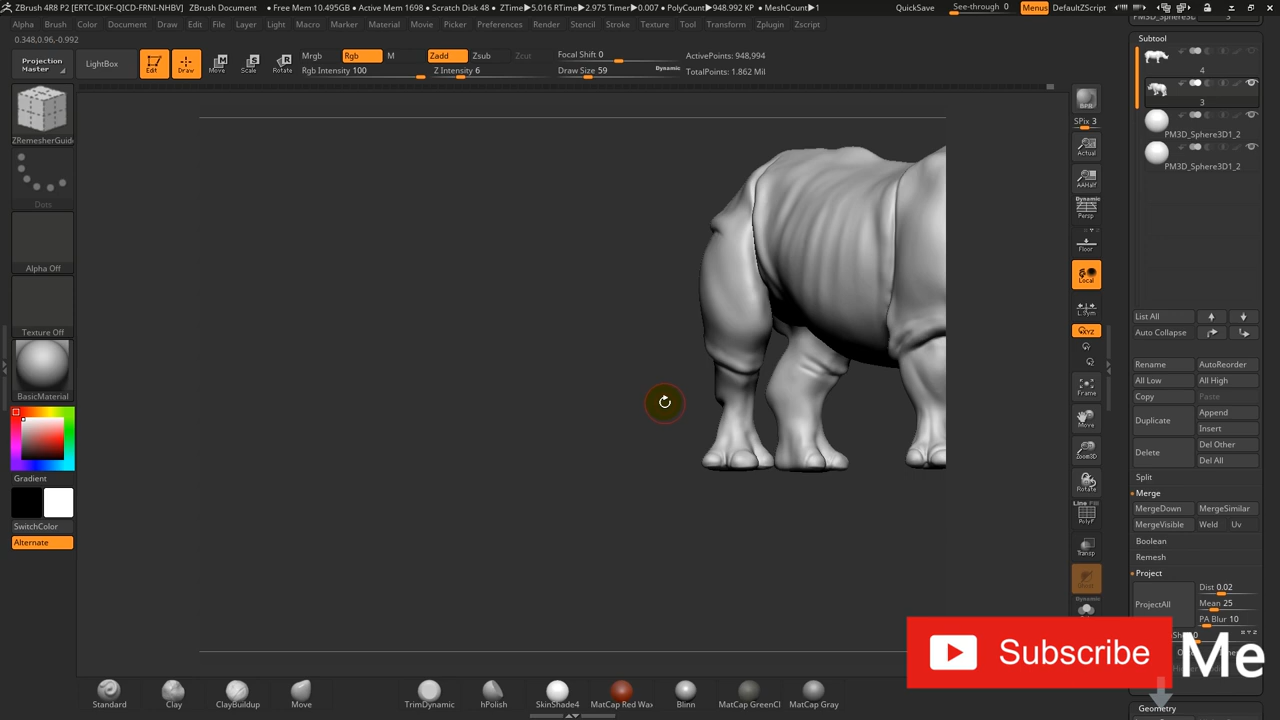 ZBrush 4R8 P2 [ERTC-IDKF-QICD-FRNI-NHBV] ZBrush Document ● Free Mem 10.495GB ● Active Mem 1698 ● Scratch Disk 48 ● ZTime▶5.016 RTime▶2.975 Timer▶0.007 ● PolyCount▶948.992 KP ● MeshCount▶1 QuickSave See-through 0 Menus DefaultZScript
Alpha Brush Color Document Draw Edit File Layer Light Macro Marker Material Movie Picker Preferences Render Stencil Stroke Texture Tool Transform Zplugin Zscript
0.348,0.96,-0.992
Projection Master
LightBox
Edit
Draw
Move
Scale
Rotate
Mrgb Rgb M
Rgb Intensity 100
Zadd Zsub Zcut
Z Intensity 6
Focal Shift 0
Draw Size 59 Dynamic
ActivePoints: 948,994
TotalPoints: 1.862 Mil
ZRemesherGuid
Dots
Alpha Off
Texture Off
BasicMaterial
Gradient
SwitchColor
Alternate
BPR
SPix 3
Actual
AAHalf
Dynamic
Persp
Floor
Local
L.Sym
XYZ
Frame
Move
Zoom3D
Rotate
Line Fill
PolyF
Transp
Ghost
Dynamic
Subtool
4
3
PM3D_Sphere3D1_2
PM3D_Sphere3D1_2
List All
Auto Collapse
Rename AutoReorder
All Low All High
Copy Paste
Duplicate Append
Insert
Delete Del Other
Del All
Split
Merge
MergeDown MergeSimilar
MergeVisible Weld Uv
Boolean
Remesh
Project
ProjectAll Dist 0.02
Mean 25
PA Blur 10
Subscribe Me
Geometry
Standard Clay ClayBuildup Move TrimDynamic hPolish SkinShade4 MatCap Red Wax Blinn MatCap GreenCl MatCap Gray